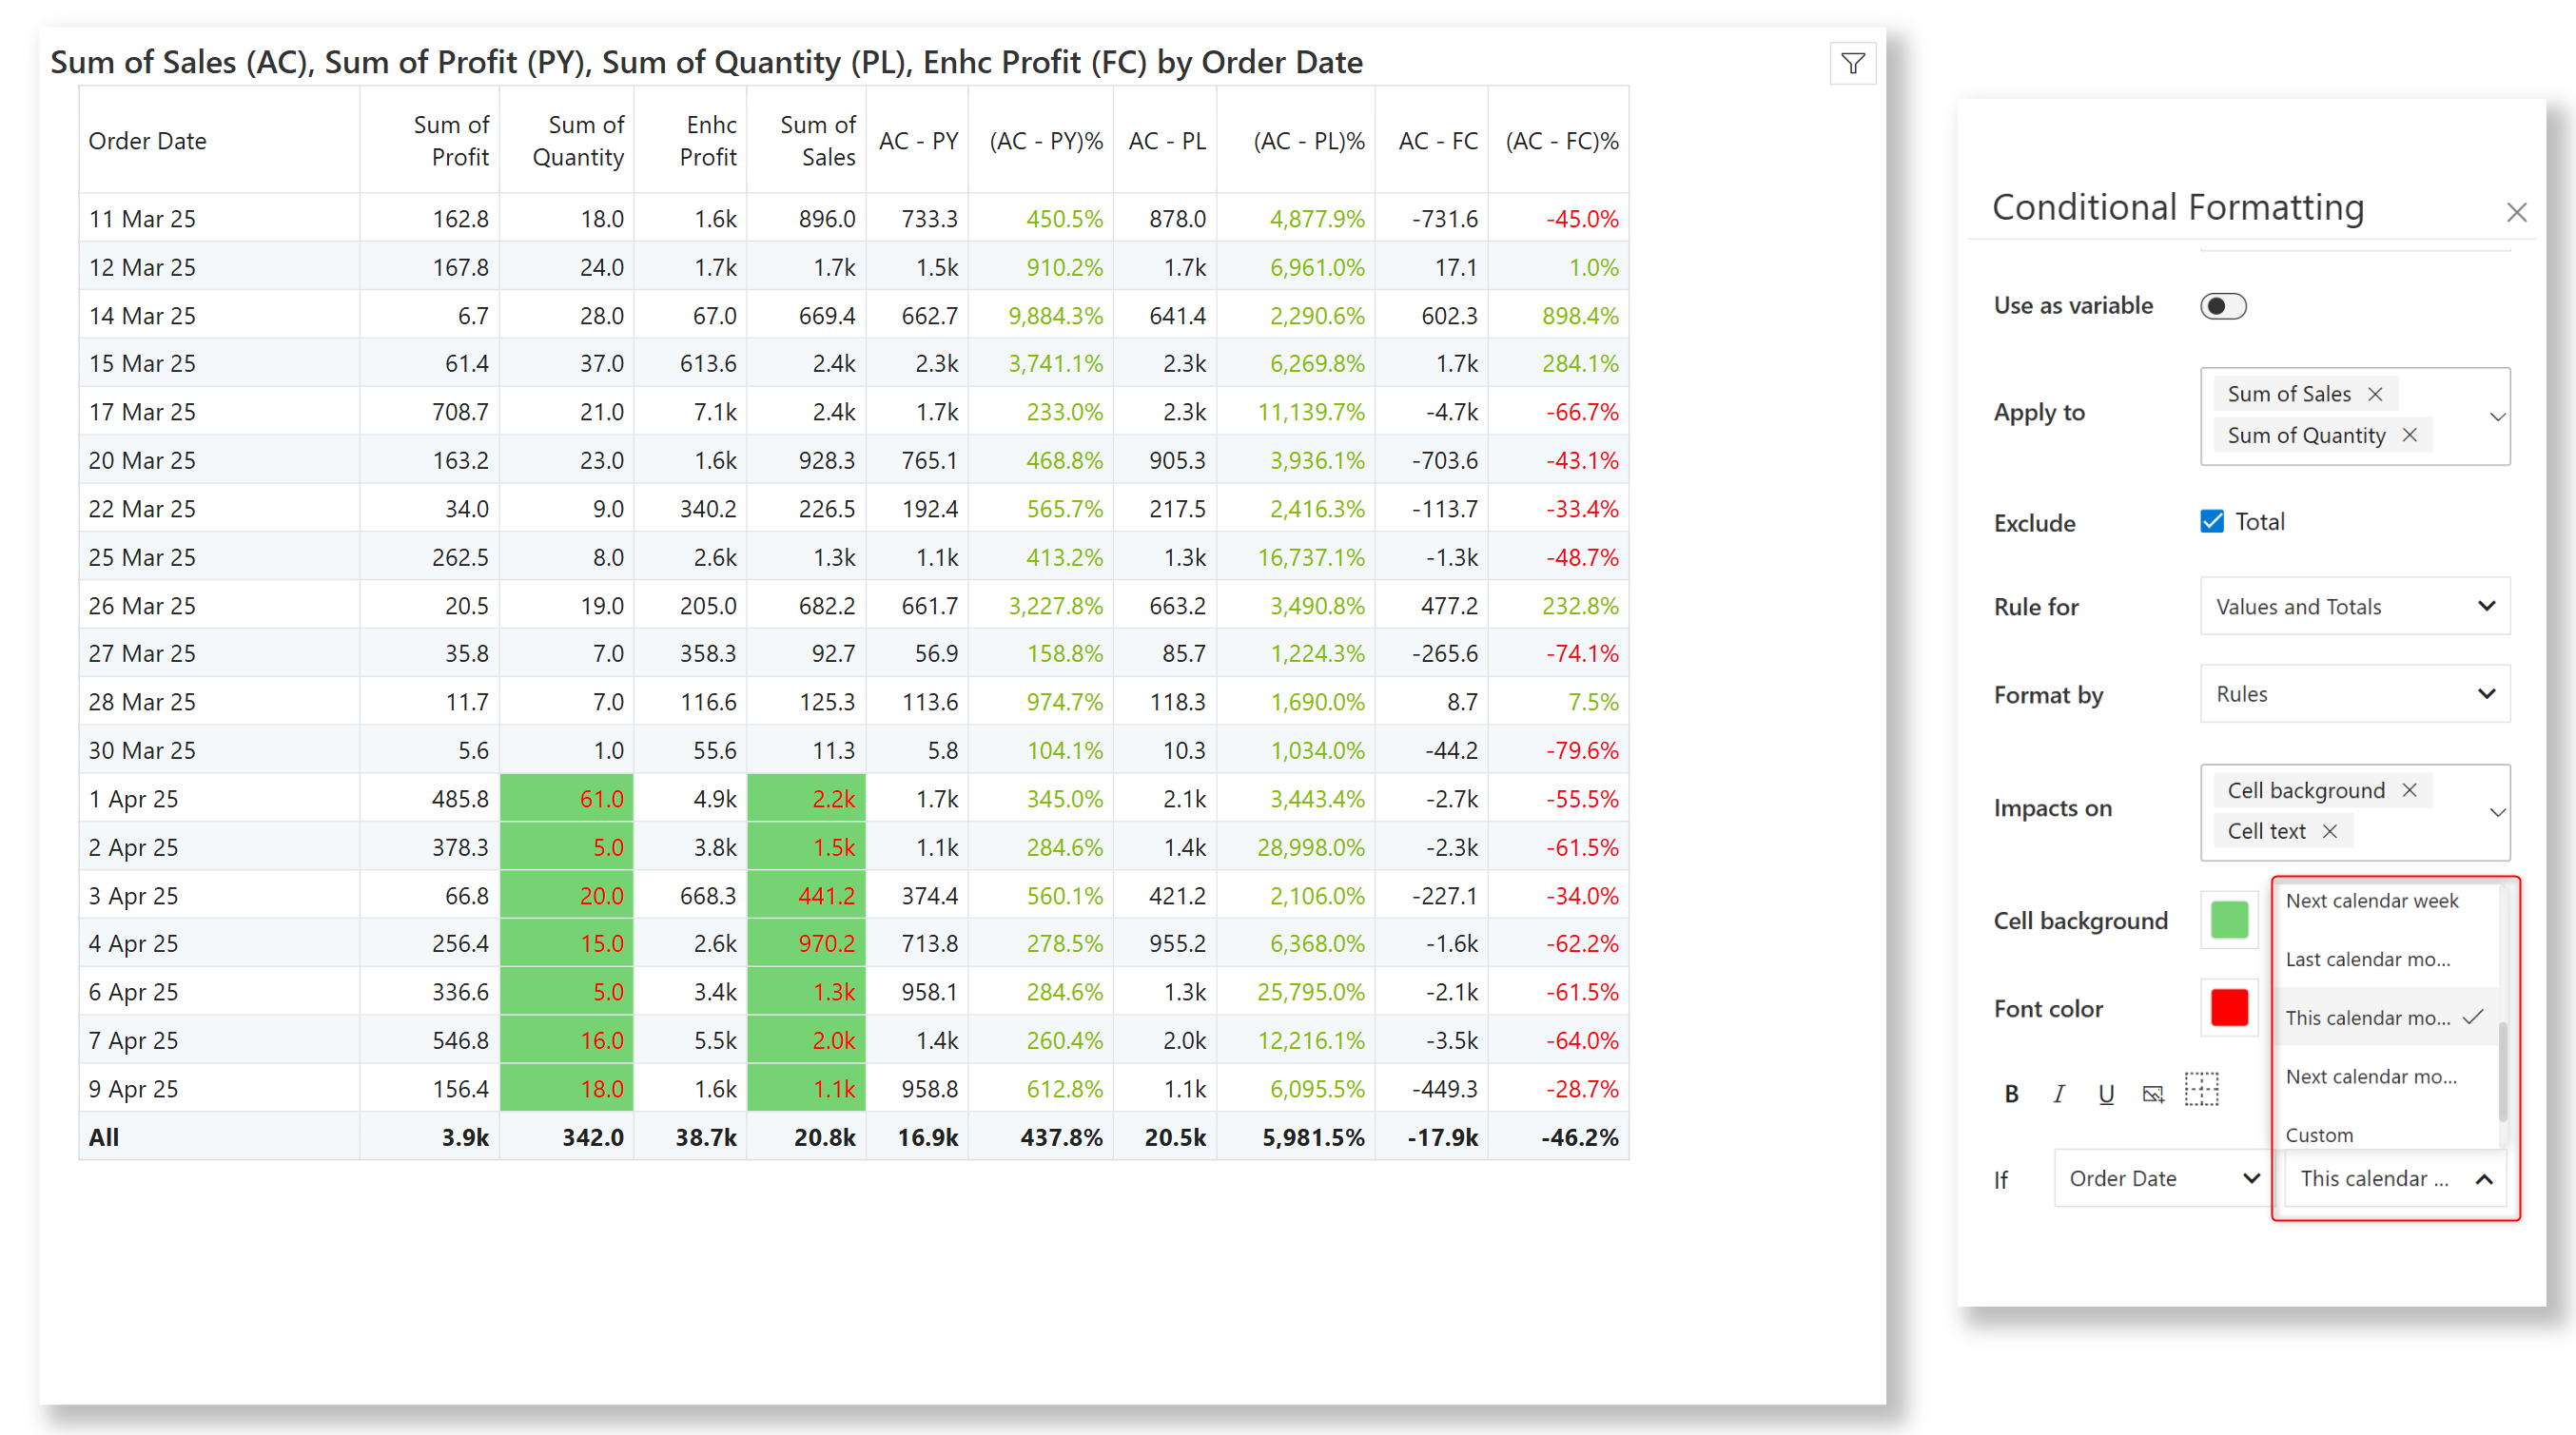 Sum of Sales (AC), Sum of Profit (PY), Sum of Quantity (PL), Enhc Profit (FC) by Order Date
Order Date Sum of Profit Sum of Quantity Enhc Profit Sum of Sales AC - PY (AC - PY)% AC - PL (AC - PL)% AC - FC (AC - FC)%
11 Mar 25 162.8 18.0 1.6k 896.0 733.3 450.5% 878.0 4,877.9% -731.6 -45.0%
12 Mar 25 167.8 24.0 1.7k 1.7k 1.5k 910.2% 1.7k 6,961.0% 17.1 1.0%
14 Mar 25 6.7 28.0 67.0 669.4 662.7 9,884.3% 641.4 2,290.6% 602.3 898.4%
15 Mar 25 61.4 37.0 613.6 2.4k 2.3k 3,741.1% 2.3k 6,269.8% 1.7k 284.1%
17 Mar 25 708.7 21.0 7.1k 2.4k 1.7k 233.0% 2.3k 11,139.7% -4.7k -66.7%
20 Mar 25 163.2 23.0 1.6k 928.3 765.1 468.8% 905.3 3,936.1% -703.6 -43.1%
22 Mar 25 34.0 9.0 340.2 226.5 192.4 565.7% 217.5 2,416.3% -113.7 -33.4%
25 Mar 25 262.5 8.0 2.6k 1.3k 1.1k 413.2% 1.3k 16,737.1% -1.3k -48.7%
26 Mar 25 20.5 19.0 205.0 682.2 661.7 3,227.8% 663.2 3,490.8% 477.2 232.8%
27 Mar 25 35.8 7.0 358.3 92.7 56.9 158.8% 85.7 1,224.3% -265.6 -74.1%
28 Mar 25 11.7 7.0 116.6 125.3 113.6 974.7% 118.3 1,690.0% 8.7 7.5%
30 Mar 25 5.6 1.0 55.6 11.3 5.8 104.1% 10.3 1,034.0% -44.2 -79.6%
1 Apr 25 485.8 61.0 4.9k 2.2k 1.7k 345.0% 2.1k 3,443.4% -2.7k -55.5%
2 Apr 25 378.3 5.0 3.8k 1.5k 1.1k 284.6% 1.4k 28,998.0% -2.3k -61.5%
3 Apr 25 66.8 20.0 668.3 441.2 374.4 560.1% 421.2 2,106.0% -227.1 -34.0%
4 Apr 25 256.4 15.0 2.6k 970.2 713.8 278.5% 955.2 6,368.0% -1.6k -62.2%
6 Apr 25 336.6 5.0 3.4k 1.3k 958.1 284.6% 1.3k 25,795.0% -2.1k -61.5%
7 Apr 25 546.8 16.0 5.5k 2.0k 1.4k 260.4% 2.0k 12,216.1% -3.5k -64.0%
9 Apr 25 156.4 18.0 1.6k 1.1k 958.8 612.8% 1.1k 6,095.5% -449.3 -28.7%
All 3.9k 342.0 38.7k 20.8k 16.9k 437.8% 20.5k 5,981.5% -17.9k -46.2%
Conditional Formatting
Use as variable
Apply to
Sum of Sales
Sum of Quantity
Exclude Total
Rule for Values and Totals
Format by Rules
Impacts on
Cell background
Cell text
Cell background
Font color
Next calendar week
Last calendar mo...
This calendar mo...
Next calendar mo...
Custom
B I U
If Order Date This calendar ...